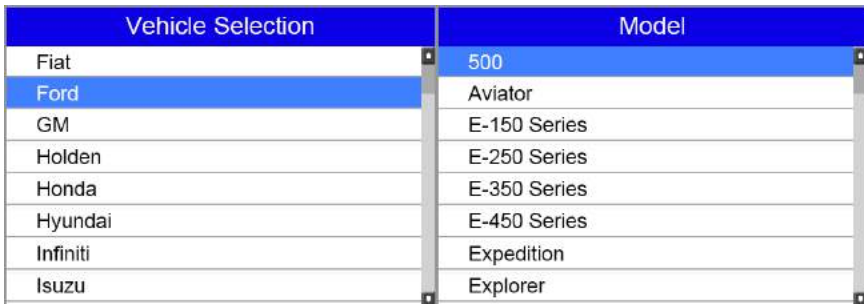 Vehicle Selection
Fiat
Ford
GM
Holden
Honda
Hyundai
Infiniti
Isuzu
Model
500
Aviator
E-150 Series
E-250 Series
E-350 Series
E-450 Series
Expedition
Explorer